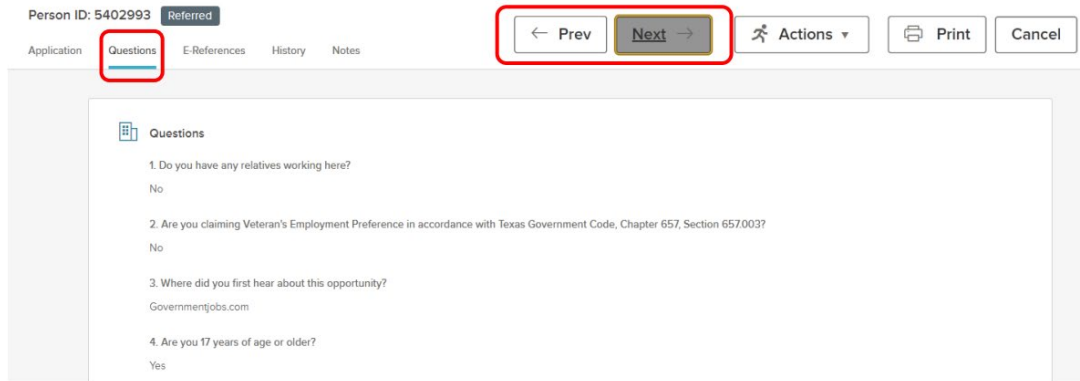 Person ID: 5402993 Referred
← Prev Next → Actions ▼ Print Cancel
Application Questions E-References History Notes
Questions
1. Do you have any relatives working here?
No
2. Are you claiming Veteran's Employment Preference in accordance with Texas Government Code, Chapter 657, Section 657.003?
No
3. Where did you first hear about this opportunity?
Governmentjobs.com
4. Are you 17 years of age or older?
Yes